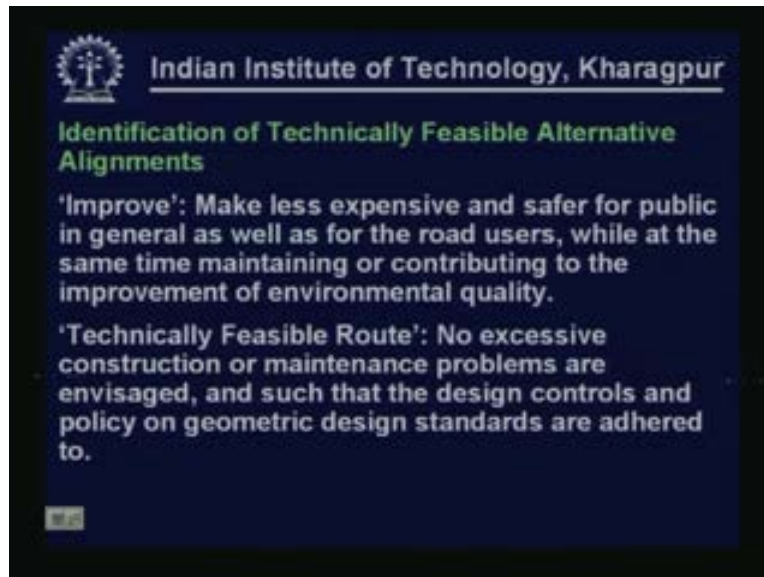 Indian Institute of Technology, Kharagpur
Identification of Technically Feasible Alternative
Alignments
‘Improve’: Make less expensive and safer for public
in general as well as for the road users, while at the
same time maintaining or contributing to the
improvement of environmental quality.
‘Technically Feasible Route’: No excessive
construction or maintenance problems are
envisaged, and such that the design controls and
policy on geometric design standards are adhered
to.